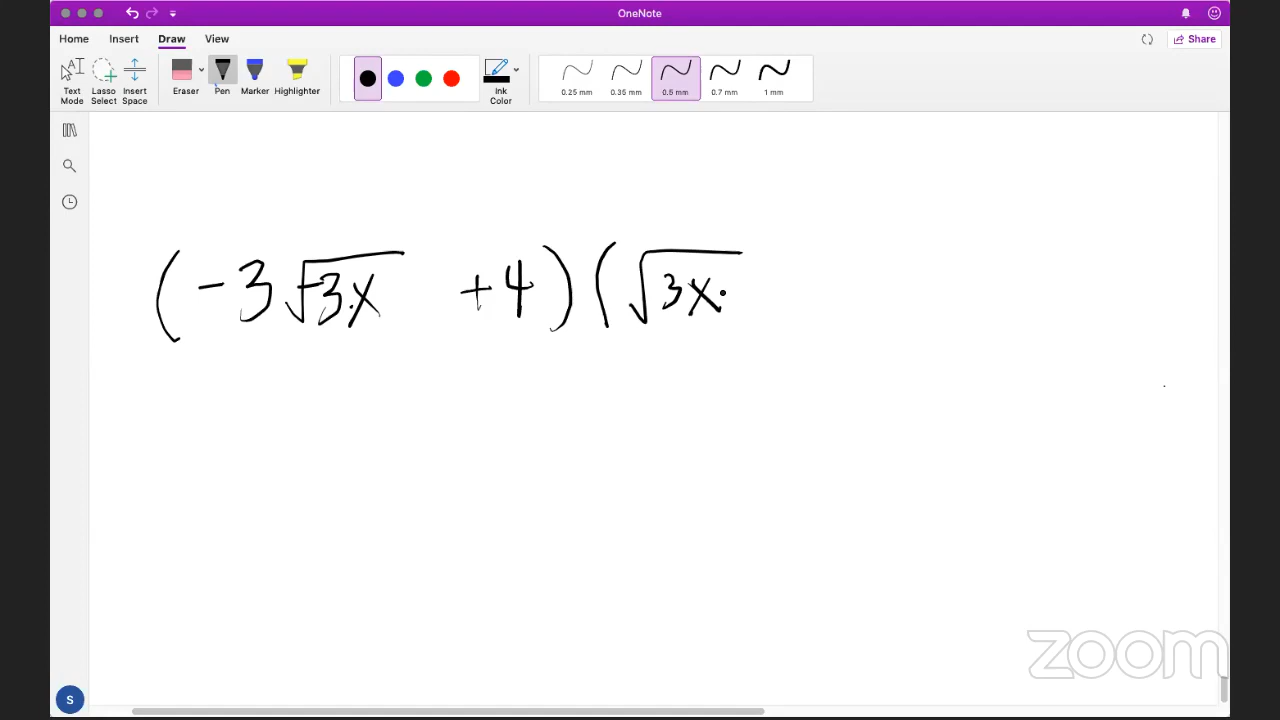 OneNote
Home Insert Draw View Share
Text Mode Lasso Select Insert Space Eraser Pen Marker Highlighter Ink Color 0.25 mm 0.35 mm 0.5 mm 0.7 mm 1 mm
(-3√3x +4)(√3x
zoom
S